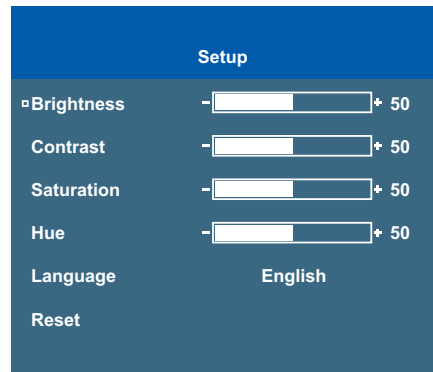 Setup
Brightness - + 50
Contrast - + 50
Saturation - + 50
Hue - + 50
Language English
Reset